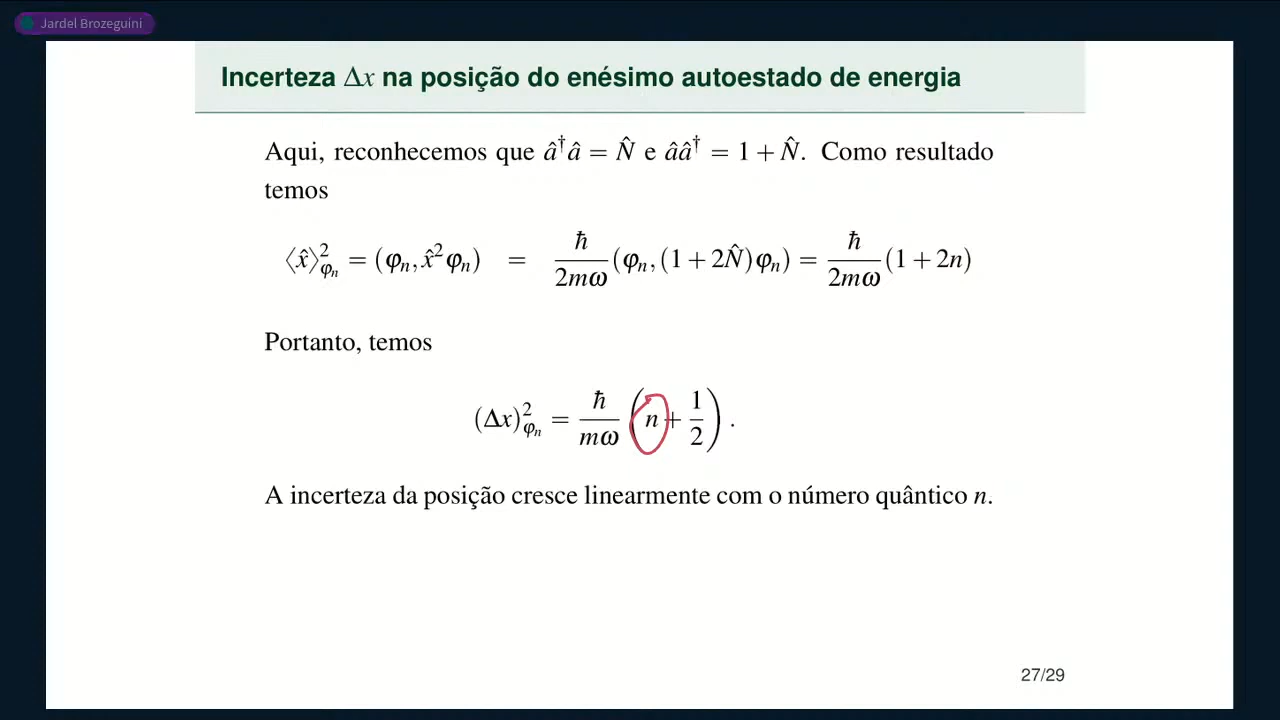 Jardel Brozeguini
Incerteza Δx na posição do enésimo autoestado de energia
Aqui, reconhecemos que â†â = N̂ e ââ† = 1 + N̂. Como resultado
temos
⟨x̂⟩²_φₙ = (φₙ, x̂²φₙ) = ħ/2mω (φₙ, (1 + 2N̂)φₙ) = ħ/2mω (1 + 2n)
Portanto, temos
(Δx)²_φₙ = ħ/mω (n + 1/2).
A incerteza da posição cresce linearmente com o número quântico n.
27/29